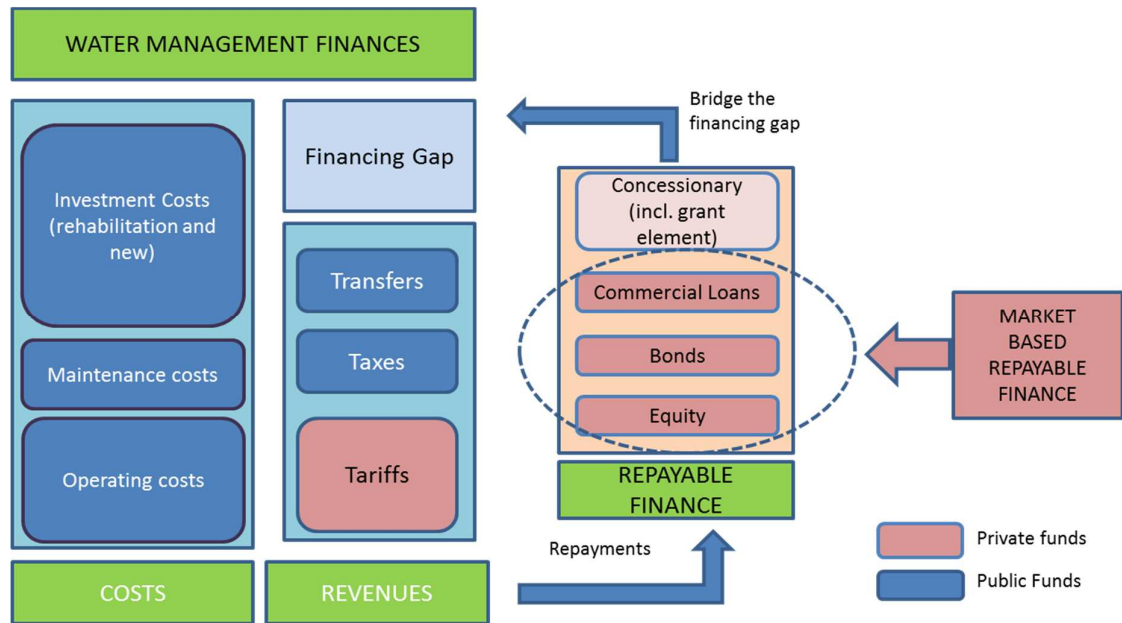 WATER MANAGEMENT FINANCES
Investment Costs
(rehabilitation and
new)
Maintenance costs
Operating costs
COSTS
Financing Gap
Transfers
Taxes
Tariffs
REVENUES
Bridge the
financing gap
Concessionary
(incl. grant
element)
Commercial Loans
Bonds
Equity
REPAYABLE
FINANCE
Repayments
MARKET
BASED
REPAYABLE
FINANCE
Private funds
Public Funds